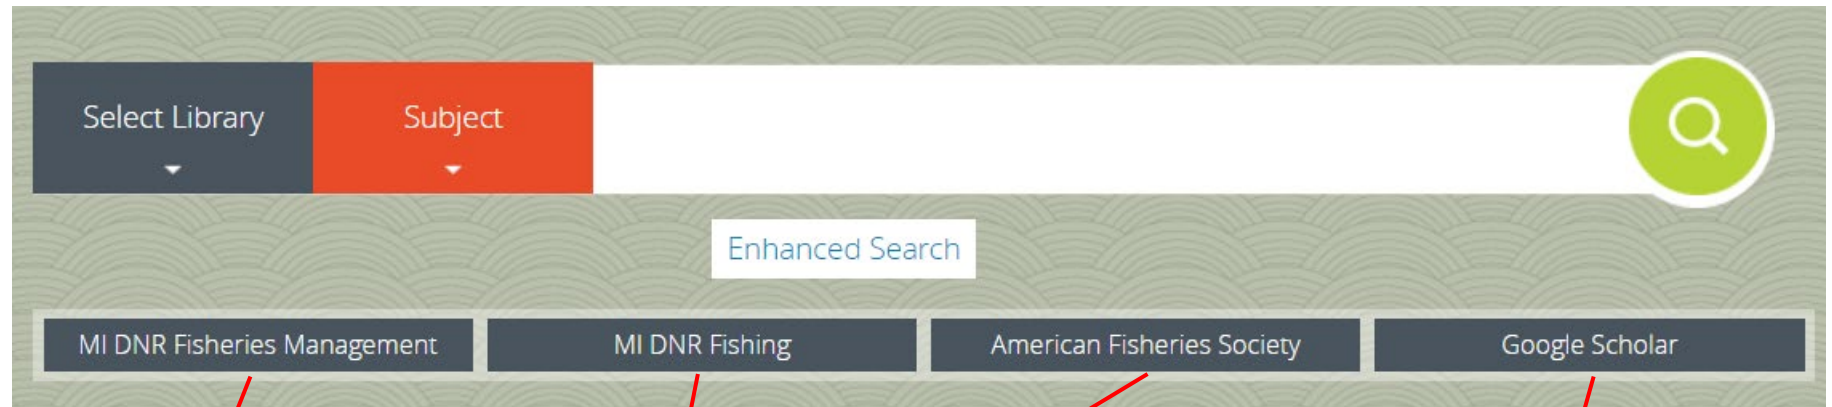 Select Library
Subject
Enhanced Search
MI DNR Fisheries Management
MI DNR Fishing
American Fisheries Society
Google Scholar